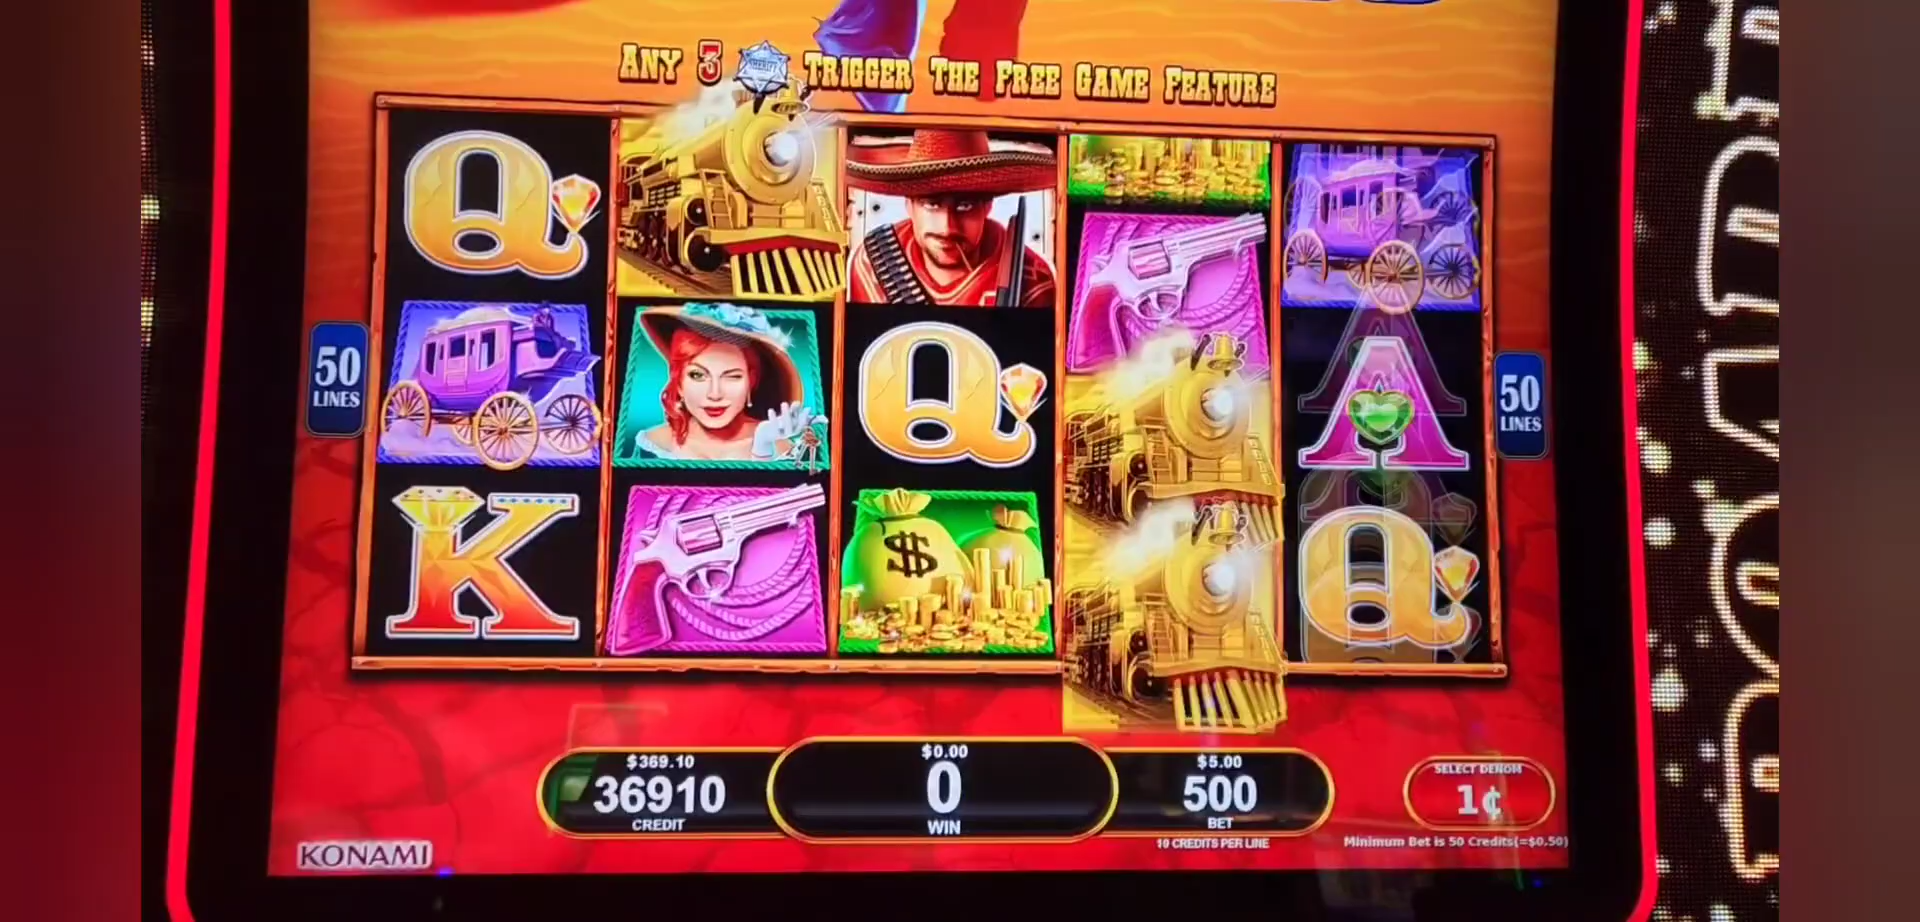 ANY 3 SHERIFF TRIGGER THE FREE GAME FEATURE
Q
K
Q
$
A
Q
50
LINES
50
LINES
$369.10
36910
CREDIT
$0.00
0
WIN
$5.00
500
BET
10 CREDITS PER LINE
SELECT DENOM
1¢
Minimum Bet is 50 Credits(=$0.50)
KONAMI